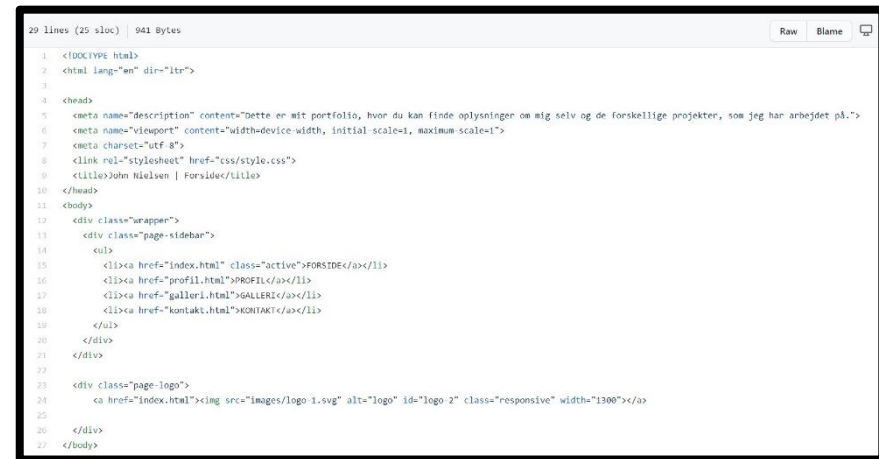 29 lines (25 sloc) | 941 Bytes
Raw Blame
1 <!DOCTYPE html>
2 <html lang="en" dir="ltr">
3
4 <head>
5 <meta name="description" content="Dette er mit portfolio, hvor du kan finde oplysninger om mig selv og de forskellige projekter, som jeg har arbejdet på.">
6 <meta name="viewport" content="width=device-width, initial-scale=1, maximum-scale=1">
7 <meta charset="utf-8">
8 <link rel="stylesheet" href="css/style.css">
9 <title>John Nielsen | Forside</title>
10 </head>
11 <body>
12 <div class="wrapper">
13 <div class="page-sidebar">
14 <ul>
15 <li><a href="index.html" class="active">FORSIDE</a></li>
16 <li><a href="profil.html">PROFIL</a></li>
17 <li><a href="galleri.html">GALLERI</a></li>
18 <li><a href="kontakt.html">KONTAKT</a></li>
19 </ul>
20 </div>
21 </div>
22
23 <div class="page-logo">
24 <a href="index.html"><img src="images/logo-1.svg" alt="logo" id="logo-2" class="responsive" width="1300"></a>
25
26 </div>
27 </body>